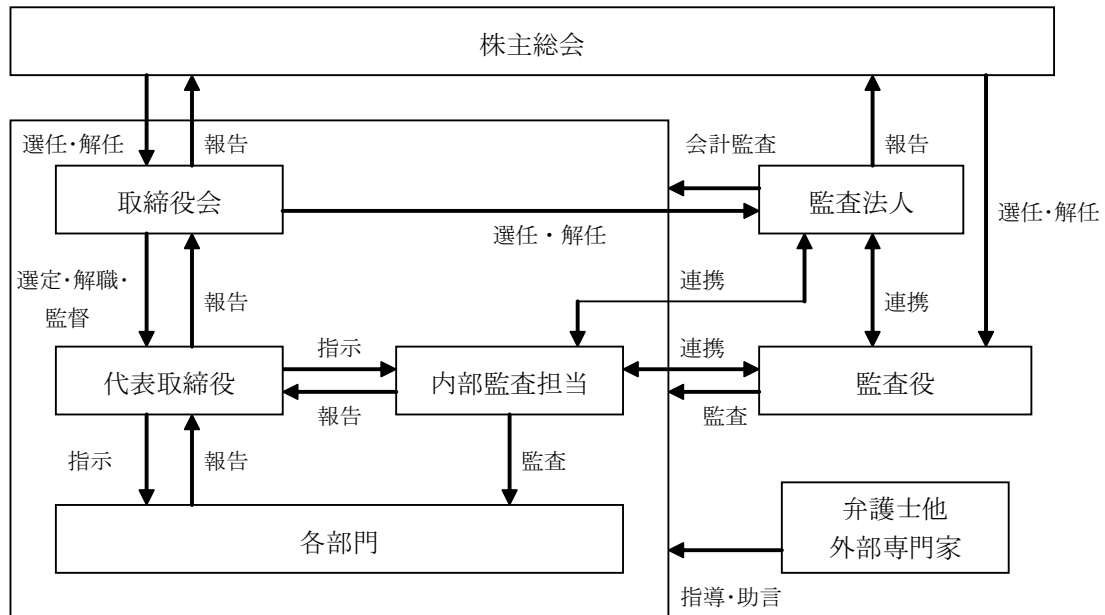 株主総会
選任・解任
報告
会計監査
報告
取締役会
監査法人
選任・解任
選任・解任
選定・解職・
監督
報告
連携
連携
指示
連携
代表取締役
内部監査担当
監査役
報告
監査
指示
報告
監査
弁護士他
外部専門家
各部門
指導・助言